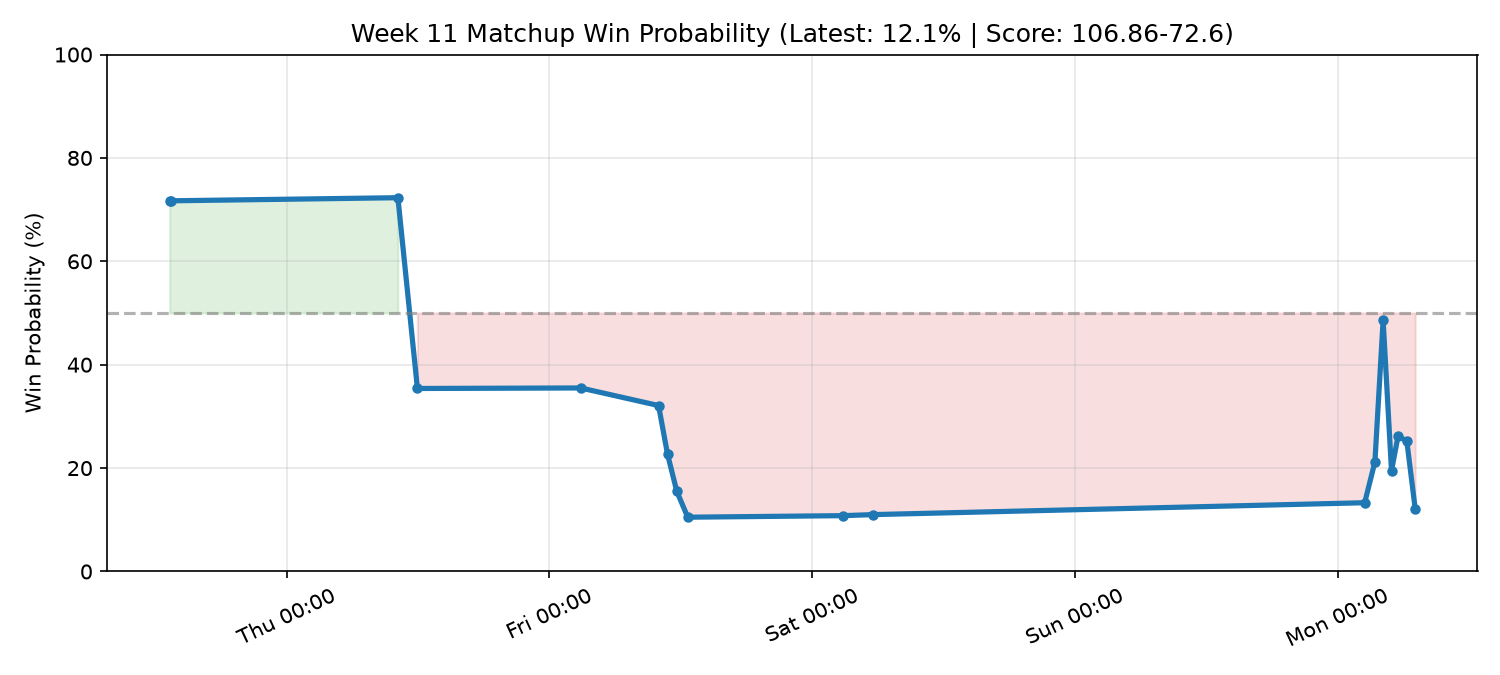 Week 11 Matchup Win Probability (Latest: 12.1% | Score: 106.86-72.6)
Win Probability (%)
100
80
60
40
20
0
Thu 00:00
Fri 00:00
Sat 00:00
Sun 00:00
Mon 00:00